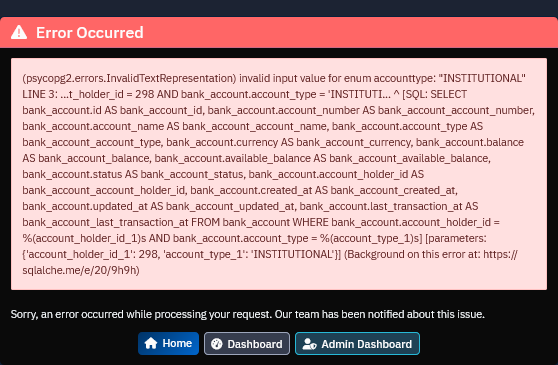 Error Occurred
(psycopg2.errors.InvalidTextRepresentation) invalid input value for enum accounttype: "INSTITUTIONAL"
LINE 3: ...t_holder_id = 298 AND bank_account.account_type = 'INSTITUTI... ^ [SQL: SELECT
bank_account.id AS bank_account_id, bank_account.account_number AS bank_account_account_number,
bank_account.account_name AS bank_account_account_name, bank_account.account_type AS
bank_account_account_type, bank_account.currency AS bank_account_currency, bank_account.balance
AS bank_account_balance, bank_account.available_balance AS bank_account_available_balance,
bank_account.status AS bank_account_status, bank_account.account_holder_id AS
bank_account_account_holder_id, bank_account.created_at AS bank_account_created_at,
bank_account.updated_at AS bank_account_updated_at, bank_account.last_transaction_at AS
bank_account_last_transaction_at FROM bank_account WHERE bank_account.account_holder_id =
%(account_holder_id_1)s AND bank_account.account_type = %(account_type_1)s] [parameters:
{'account_holder_id_1': 298, 'account_type_1': 'INSTITUTIONAL'}] (Background on this error at: https://
sqlalche.me/e/20/9h9h)
Sorry, an error occurred while processing your request. Our team has been notified about this issue.
Home Dashboard Admin Dashboard